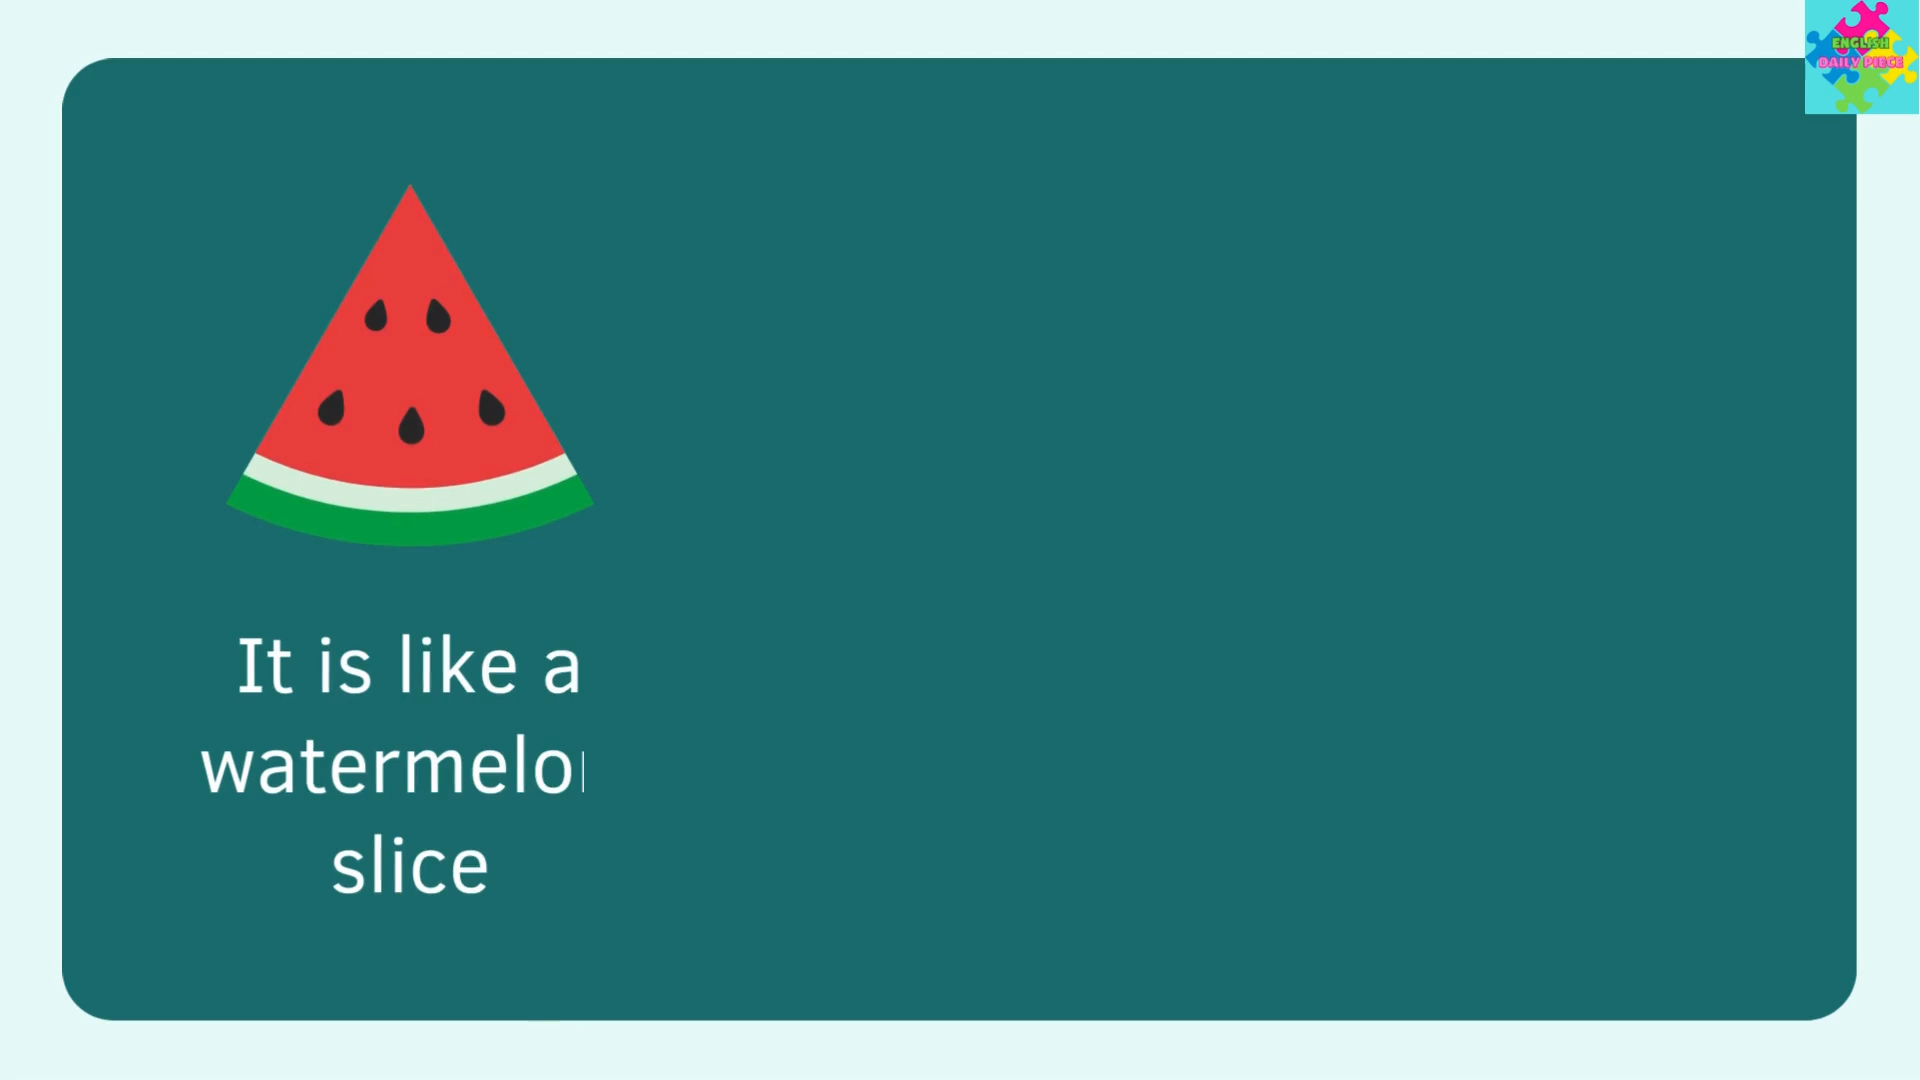 ENGLISH
DAILY PIECE
It is like a
watermelo
slice